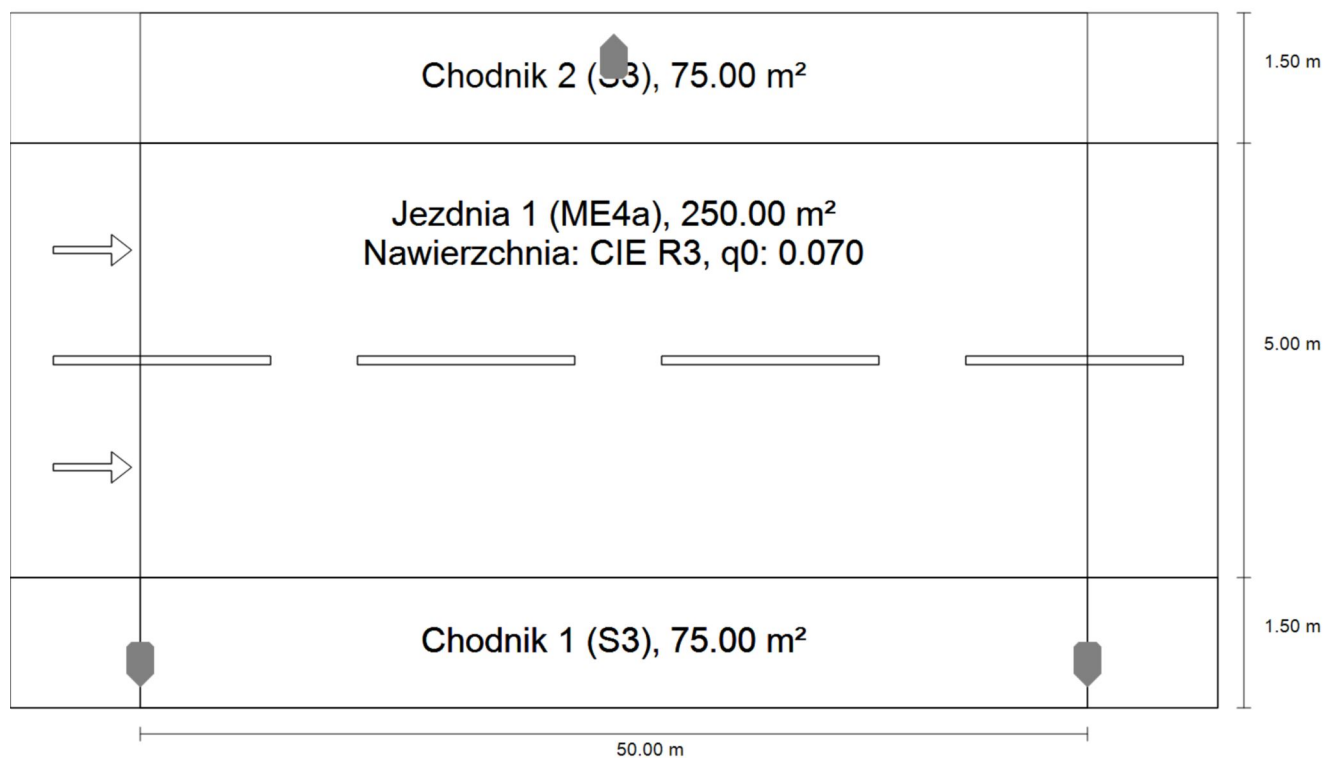 Chodnik 2 (S3), 75.00 m²
1.50 m
Jezdnia 1 (ME4a), 250.00 m²
Nawierzchnia: CIE R3, q0: 0.070
5.00 m
Chodnik 1 (S3), 75.00 m²
1.50 m
50.00 m